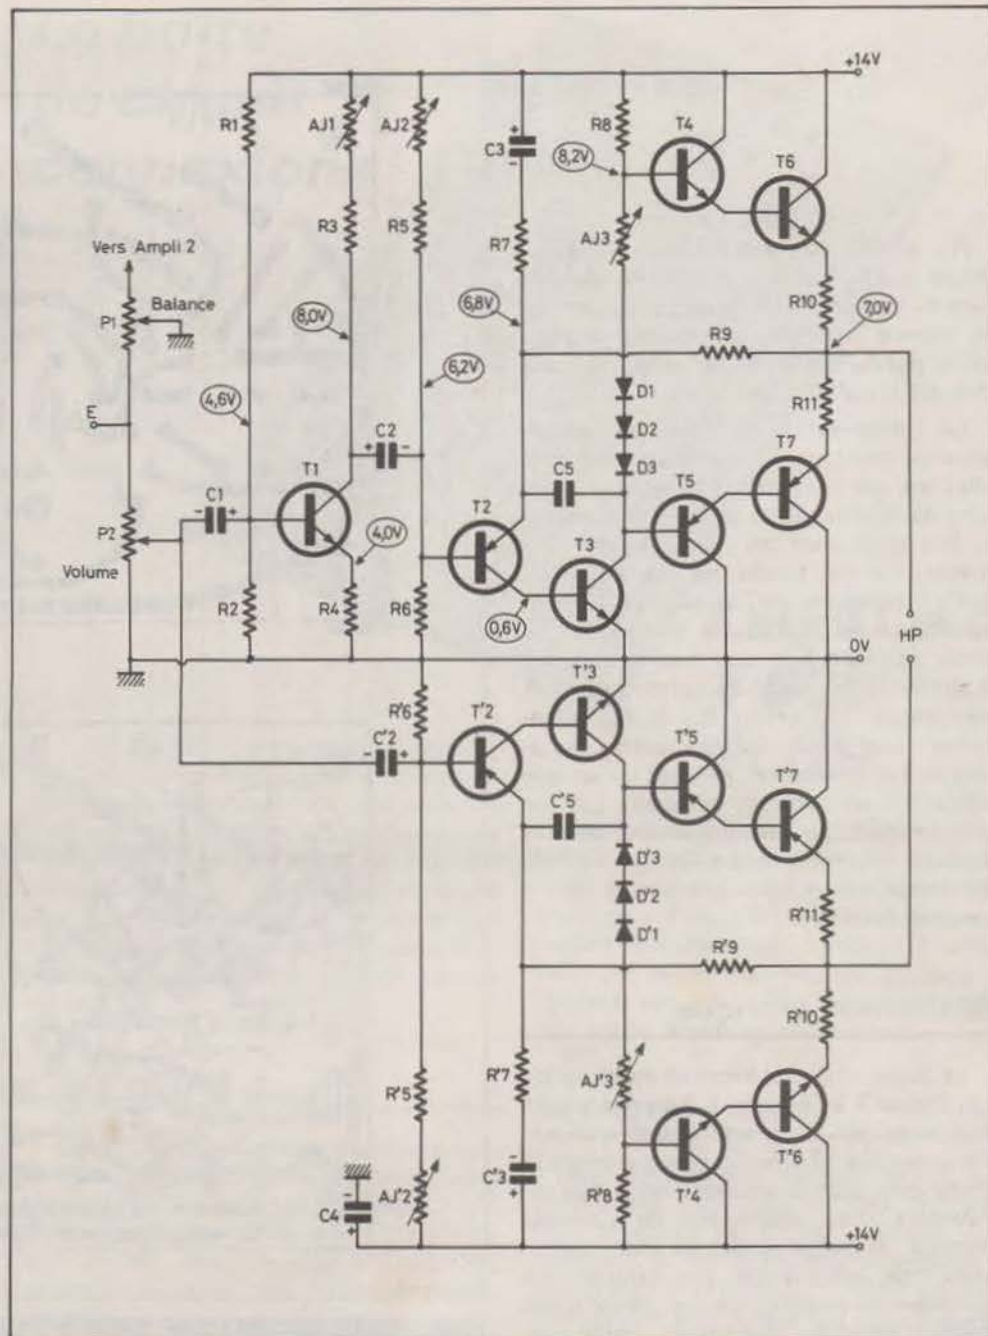 +14V
R1
AJ1
AJ2
C3
+
-
R8
T4
8,2V
T6
R3
R5
R7
AJ3
Vers Ampli 2
Balance
P1
R10
8,0V
6,8V
7,0V
R9
6,2V
E
4,6V
D1
R11
D2
C2
+ -
T1
D3
T7
C1
- +
C5
T5
P2
T2
4,0V
T3
Volume
R2
R4
R6
0,6V
HP
0V
R'6
T'3
T'2
C'2
- +
T'5
T'7
C'5
D'3
D'2
R'11
D'1
R'9
R'10
R'7
AJ'3
R'5
T'6
C'3
-
+
AJ'2
C4
-
+
R'8
T'4
+14V